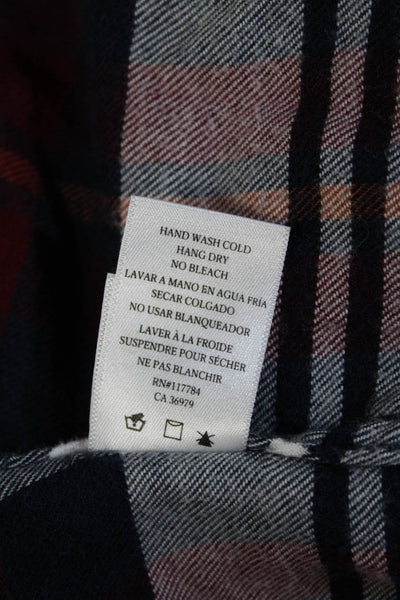 HAND WASH COLD
HANG DRY
NO BLEACH
LAVAR A MANO EN AGUA FRÍA
SECAR COLGADO
NO USAR BLANQUEADOR
LAVER À LA FROIDE
SUSPENDRE POUR SÉCHER
NE PAS BLANCHIR
RN#117784
CA 36979